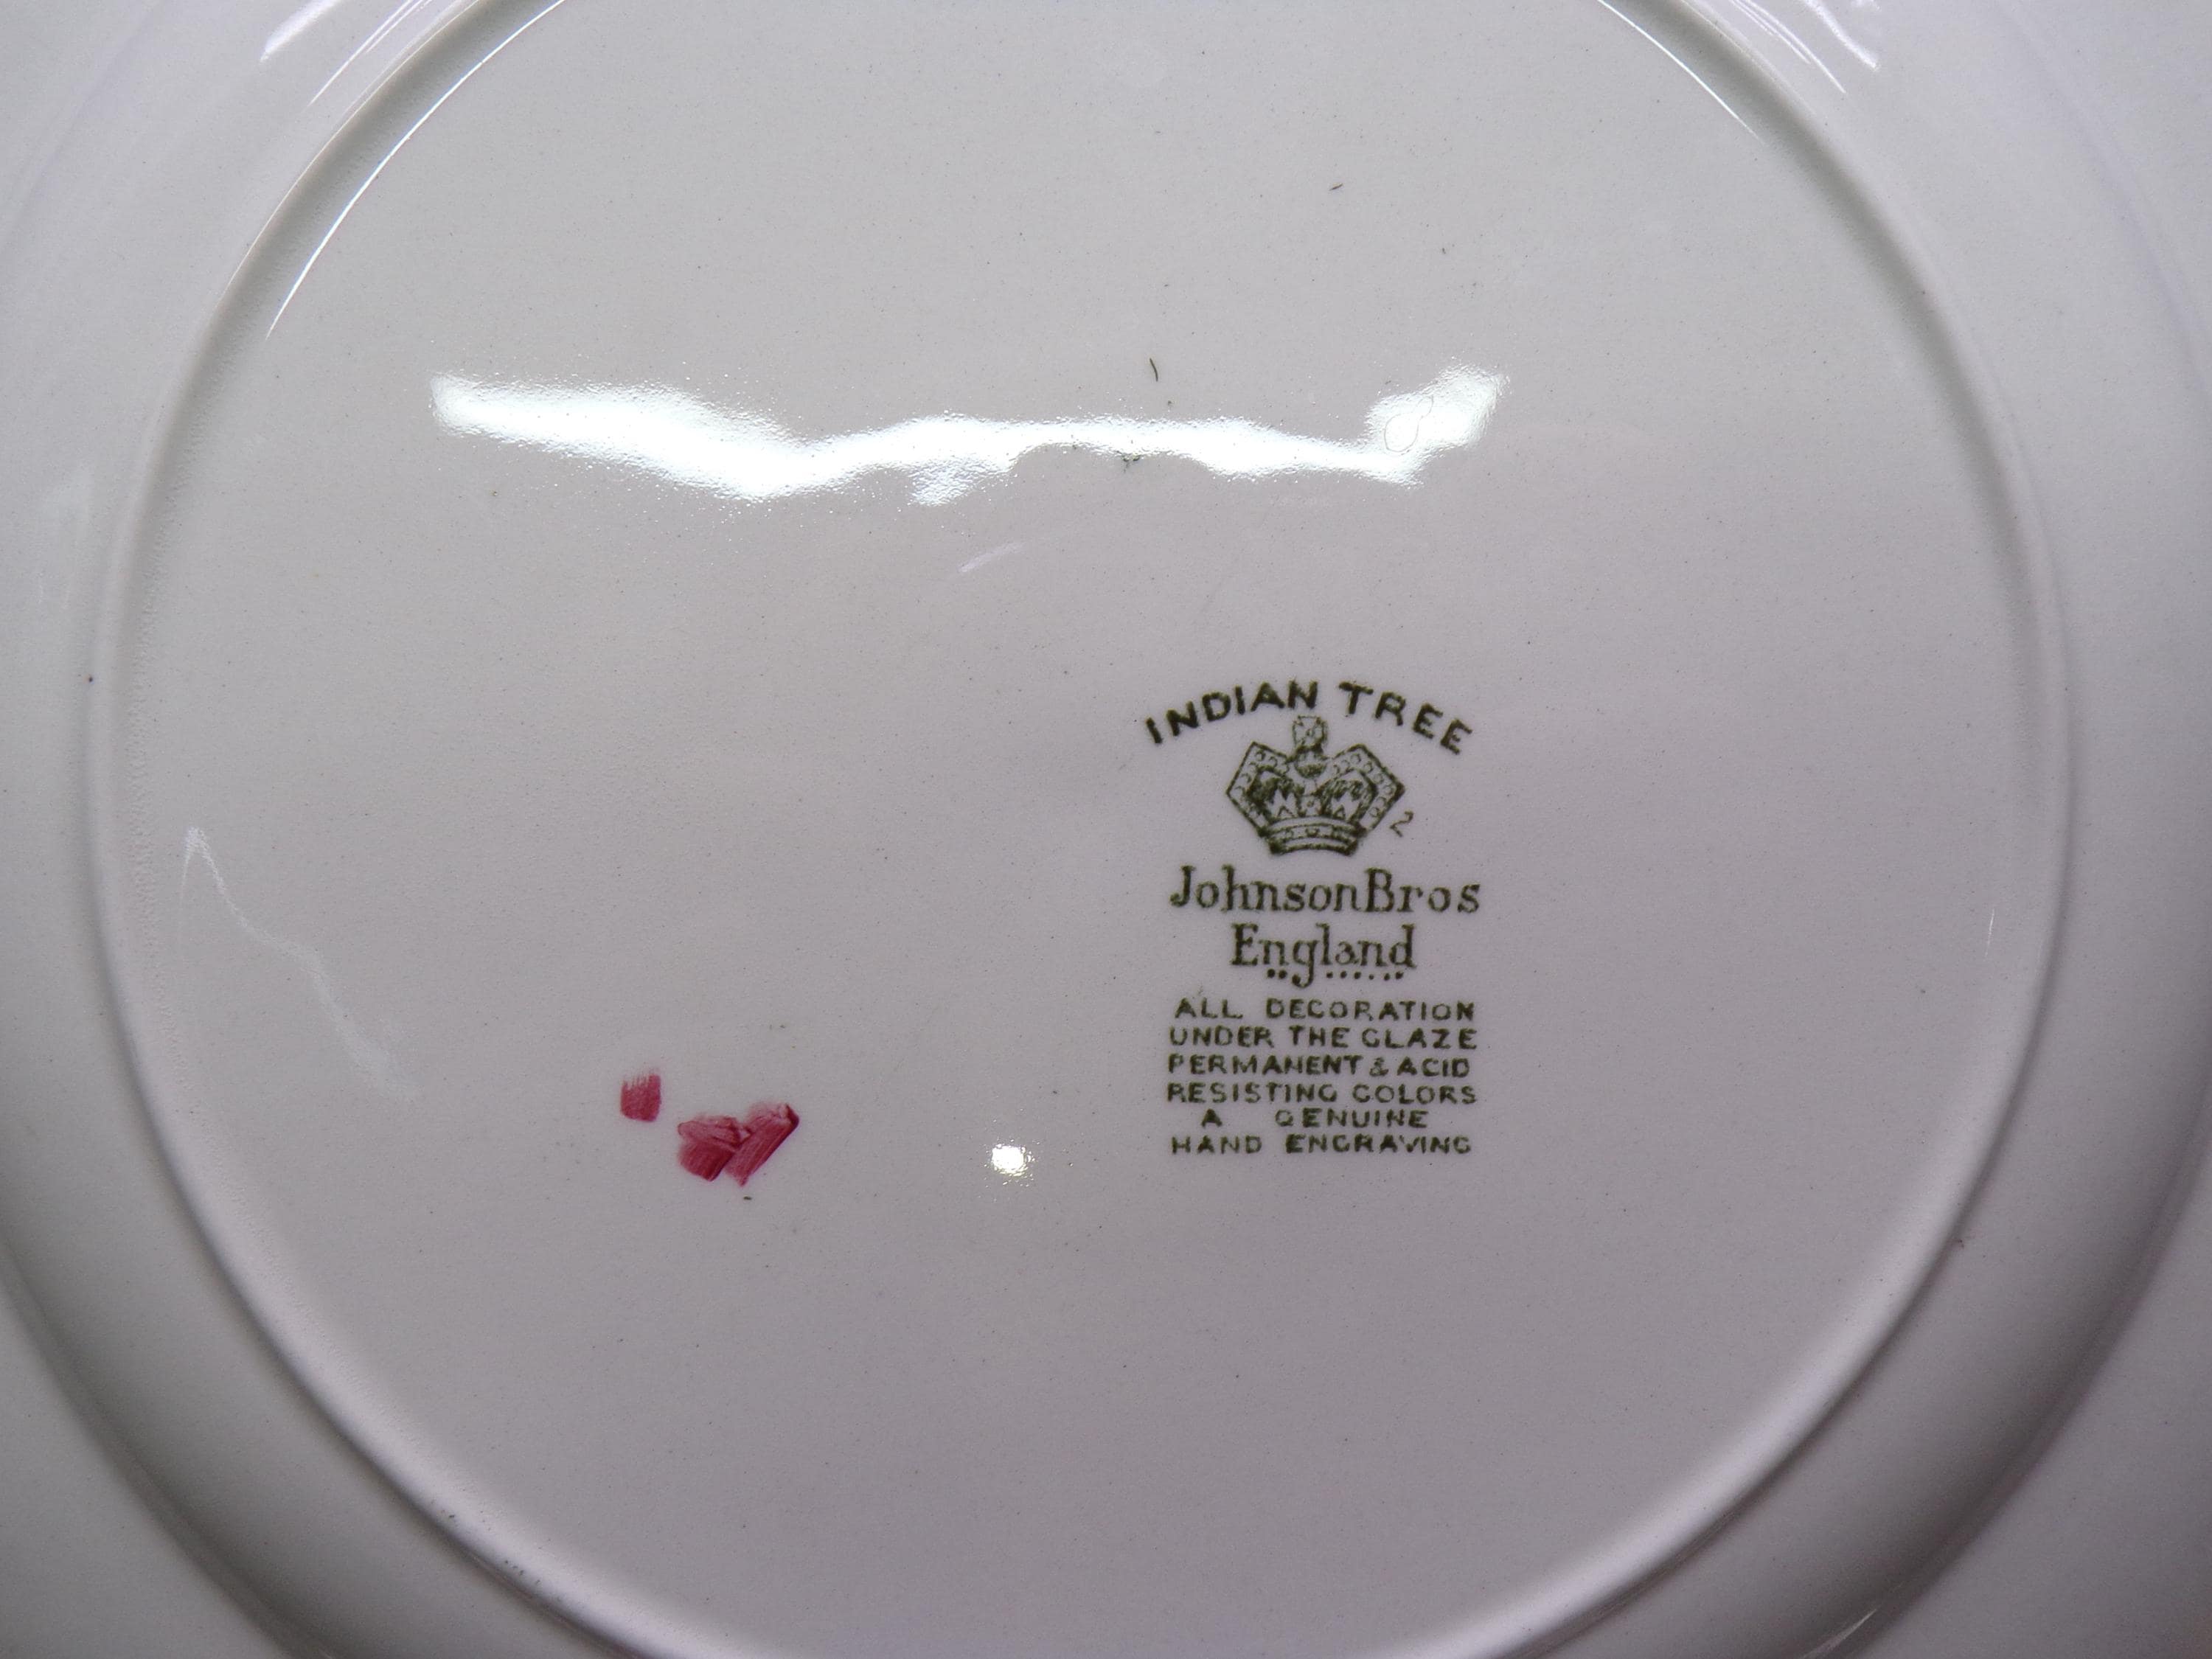 INDIAN TREE
2
JohnsonBros
England
ALL DECORATION
UNDER THE GLAZE
PERMANENT & ACID
RESISTING COLORS
A GENUINE
HAND ENGRAVING